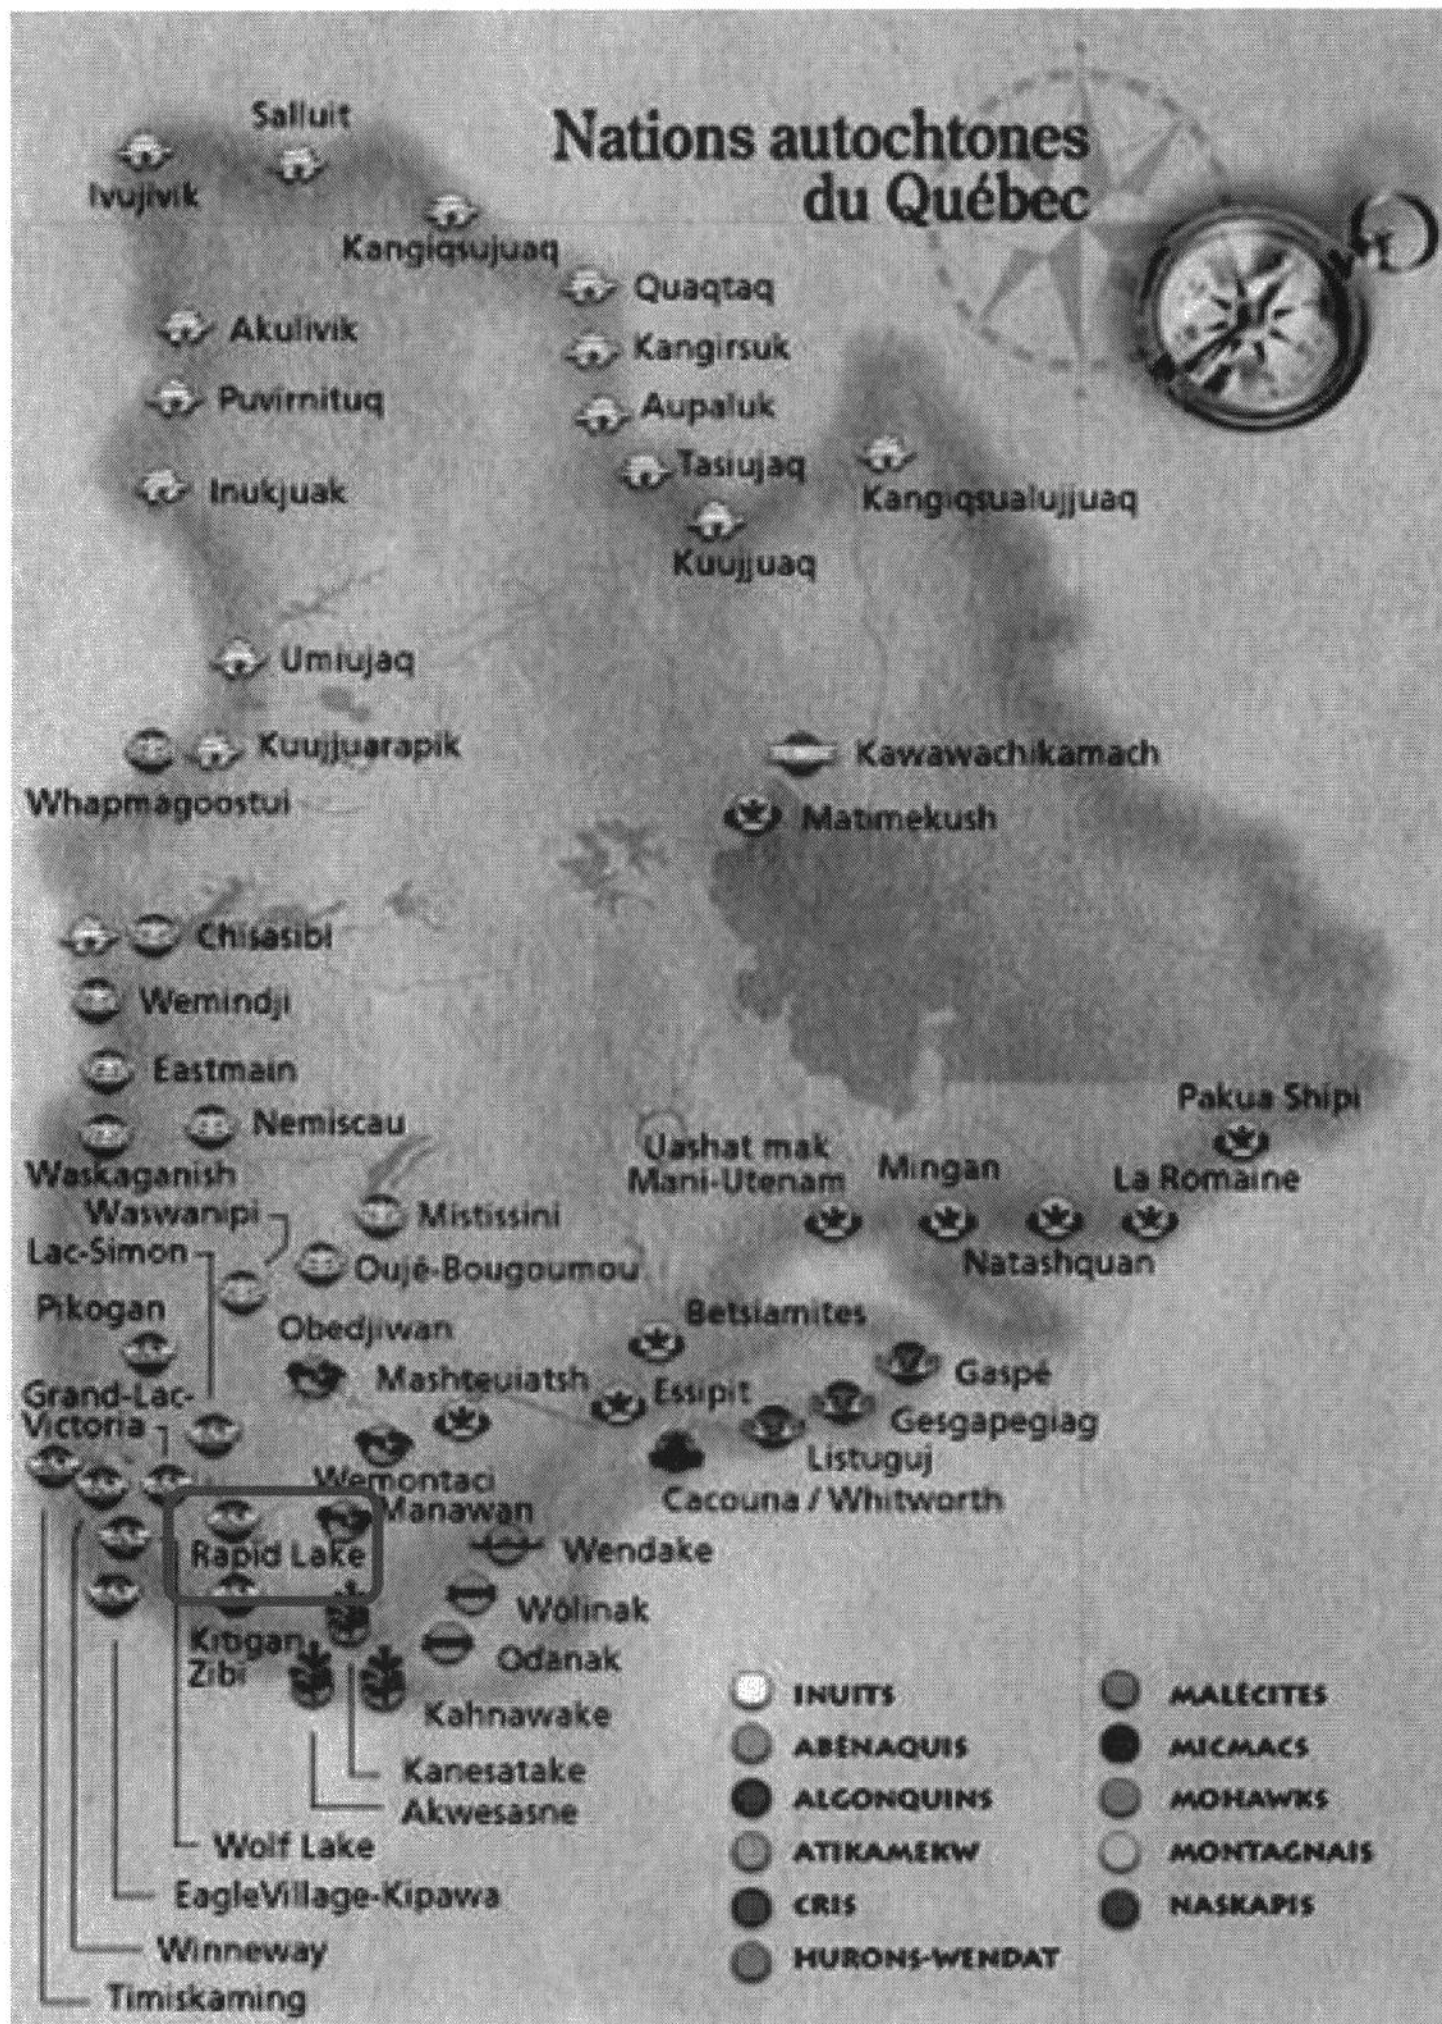 Nations autochtones
du Québec
Salluit
Ivujivik
Kangiqsujuaq
Quaqtaq
Akulivik
Kangirsuk
Puvirnituq
Aupaluk
Tasiujaq
Inukjuak
Kangiqsualujjuaq
Kuujjuaq
Umiujaq
Kuujjuarapik
Kawawachikamach
Whapmagoostui
Matimekush
Chisasibi
Wemindji
Eastmain
Pakua Shipi
Nemiscau
Uashat mak
Mani-Utenam
Mingan
La Romaine
Waskaganish
Waswanipi
Mistissini
Lac-Simon
Natashquan
Oujé-Bougoumou
Pikogan
Betsiamites
Obedjiwan
Mashteuiatsh
Essipit
Gaspé
Grand-Lac-
Victoria
Gesgapegiag
Listuguj
Wemontaci
Cacouna / Whitworth
Manawan
Rapid Lake
Wendake
Wôlinak
Kitigan
Zibi
Odanak
Kahnawake
Kanesatake
Akwesasne
Wolf Lake
EagleVillage-Kipawa
Winneway
Timiskaming
INUITS
ABÉNAQUIS
ALGONQUINS
ATIKAMEKW
CRIS
HURONS-WENDAT
MALÉCITES
MICMACS
MOHAWKS
MONTAGNAIS
NASKAPIS